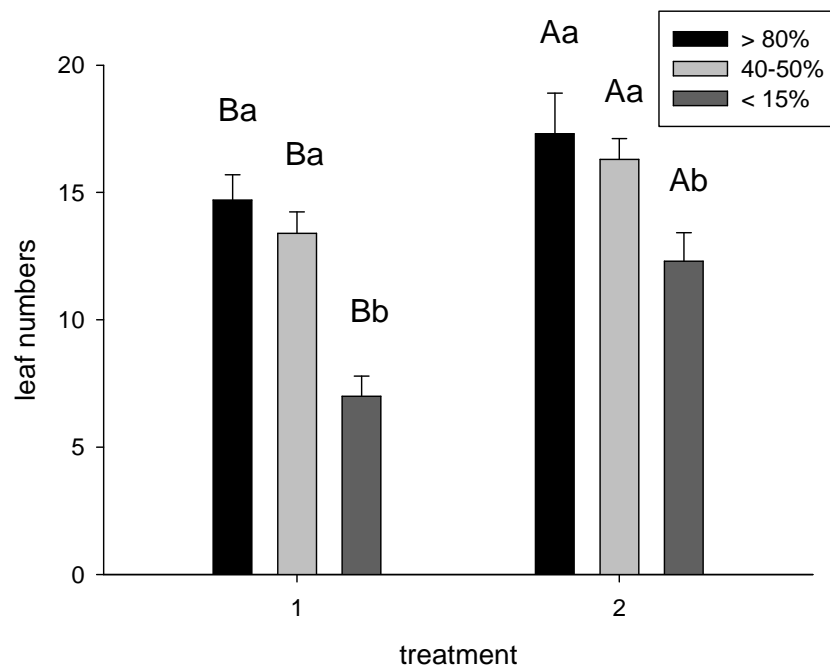 > 80%
40-50%
< 15%
Aa
Aa
Ab
Ba
Ba
Bb
20
15
10
5
0
leaf numbers
1
2
treatment